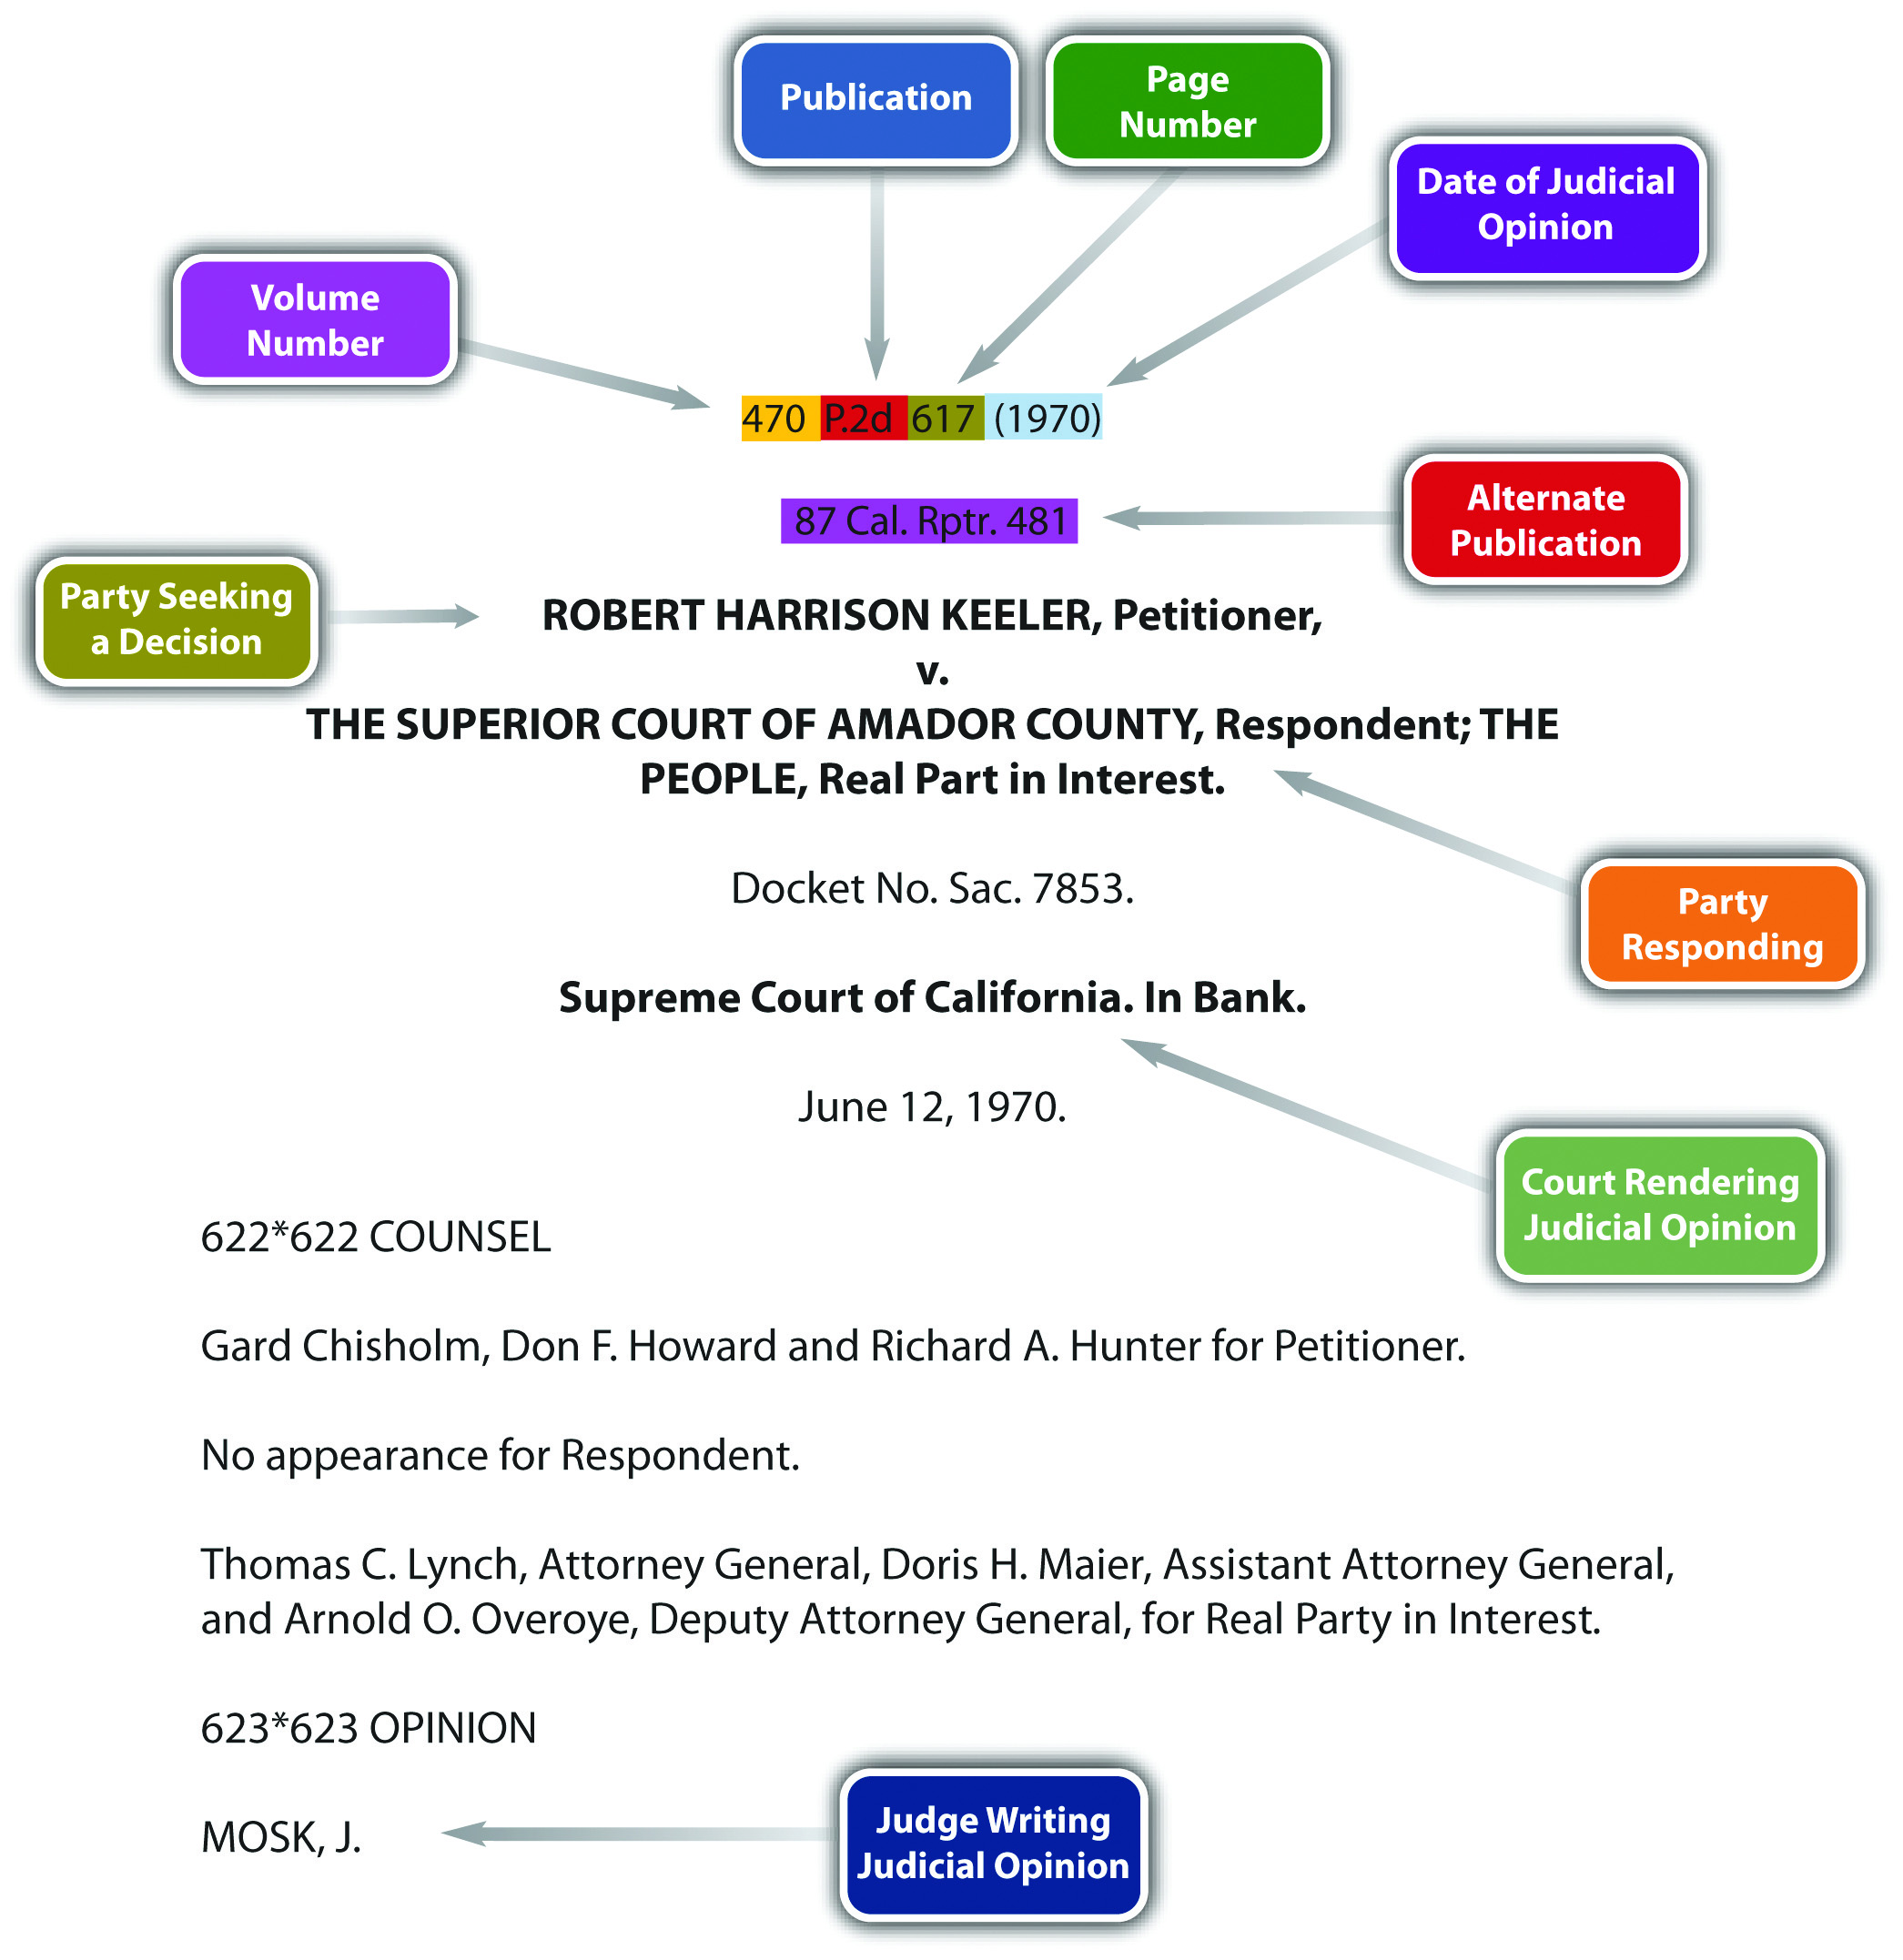 Publication
Page
Number
Date of Judicial
Opinion
Volume
Number
470 P.2d 617 (1970)
87 Cal. Rptr. 481
Alternate
Publication
Party Seeking
a Decision
ROBERT HARRISON KEELER, Petitioner,
v.
THE SUPERIOR COURT OF AMADOR COUNTY, Respondent; THE
PEOPLE, Real Part in Interest.
Docket No. Sac. 7853.
Party
Responding
Supreme Court of California. In Bank.
June 12, 1970.
Court Rendering
Judicial Opinion
622*622 COUNSEL
Gard Chisholm, Don F. Howard and Richard A. Hunter for Petitioner.
No appearance for Respondent.
Thomas C. Lynch, Attorney General, Doris H. Maier, Assistant Attorney General,
and Arnold O. Overoye, Deputy Attorney General, for Real Party in Interest.
623*623 OPINION
MOSK, J.
Judge Writing
Judicial Opinion